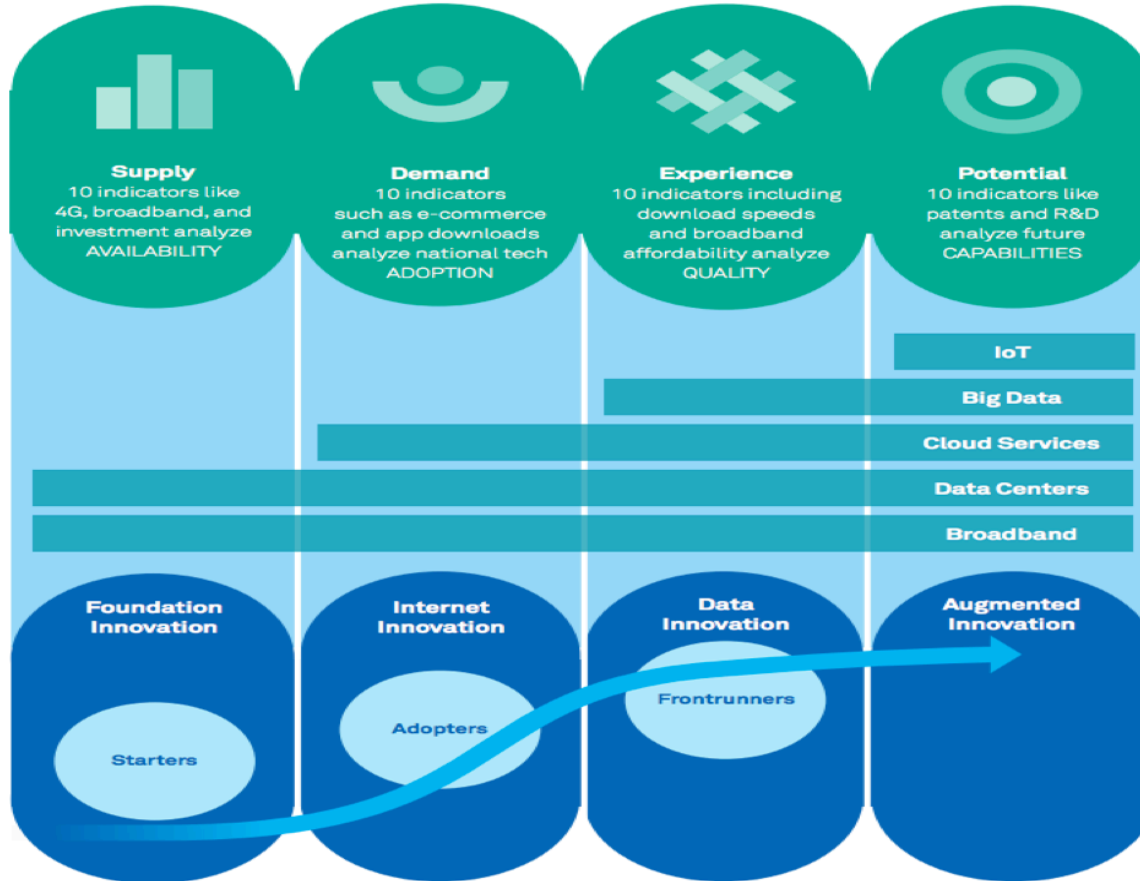 Supply
10 indicators like
4G, broadband, and
investment analyze
AVAILABILITY
Demand
10 indicators
such as e-commerce
and app downloads
analyze national tech
ADOPTION
Experience
10 indicators including
download speeds
and broadband
affordability analyze
QUALITY
Potential
10 indicators like
patents and R&D
analyze future
CAPABILITIES
IoT
Big Data
Cloud Services
Data Centers
Broadband
Foundation
Innovation
Starters
Internet
Innovation
Adopters
Data
Innovation
Frontrunners
Augmented
Innovation